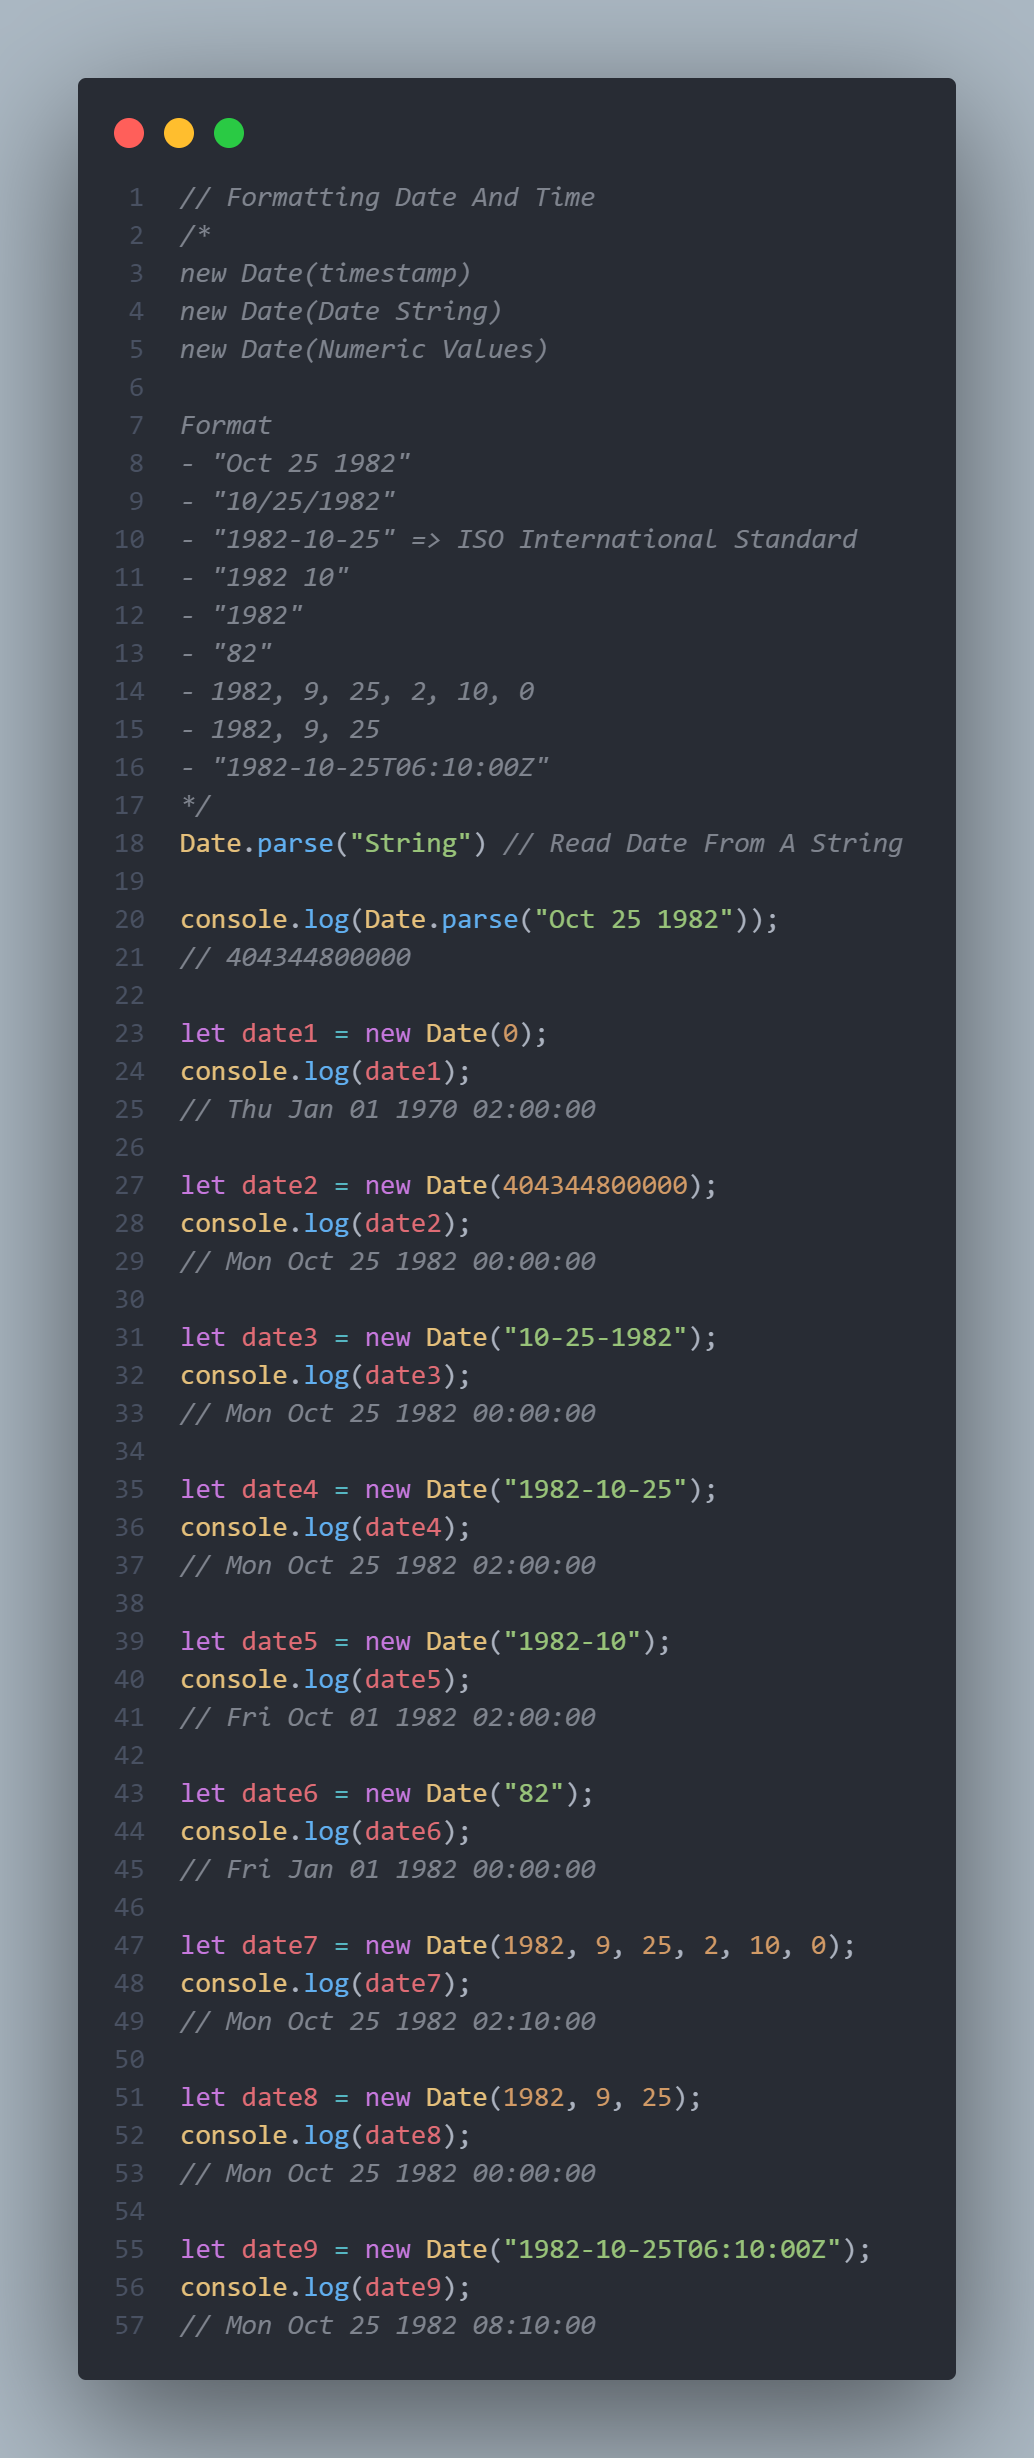 1 // Formatting Date And Time
2 /*
3 new Date(timestamp)
4 new Date(Date String)
5 new Date(Numeric Values)
6
7 Format
8 - "Oct 25 1982"
9 - "10/25/1982"
10 - "1982-10-25" => ISO International Standard
11 - "1982 10"
12 - "1982"
13 - "82"
14 - 1982, 9, 25, 2, 10, 0
15 - 1982, 9, 25
16 - "1982-10-25T06:10:00Z"
17 */
18 Date.parse("String") // Read Date From A String
19
20 console.log(Date.parse("Oct 25 1982"));
21 // 404344800000
22
23 let date1 = new Date(0);
24 console.log(date1);
25 // Thu Jan 01 1970 02:00:00
26
27 let date2 = new Date(404344800000);
28 console.log(date2);
29 // Mon Oct 25 1982 00:00:00
30
31 let date3 = new Date("10-25-1982");
32 console.log(date3);
33 // Mon Oct 25 1982 00:00:00
34
35 let date4 = new Date("1982-10-25");
36 console.log(date4);
37 // Mon Oct 25 1982 02:00:00
38
39 let date5 = new Date("1982-10");
40 console.log(date5);
41 // Fri Oct 01 1982 02:00:00
42
43 let date6 = new Date("82");
44 console.log(date6);
45 // Fri Jan 01 1982 00:00:00
46
47 let date7 = new Date(1982, 9, 25, 2, 10, 0);
48 console.log(date7);
49 // Mon Oct 25 1982 02:10:00
50
51 let date8 = new Date(1982, 9, 25);
52 console.log(date8);
53 // Mon Oct 25 1982 00:00:00
54
55 let date9 = new Date("1982-10-25T06:10:00Z");
56 console.log(date9);
57 // Mon Oct 25 1982 08:10:00